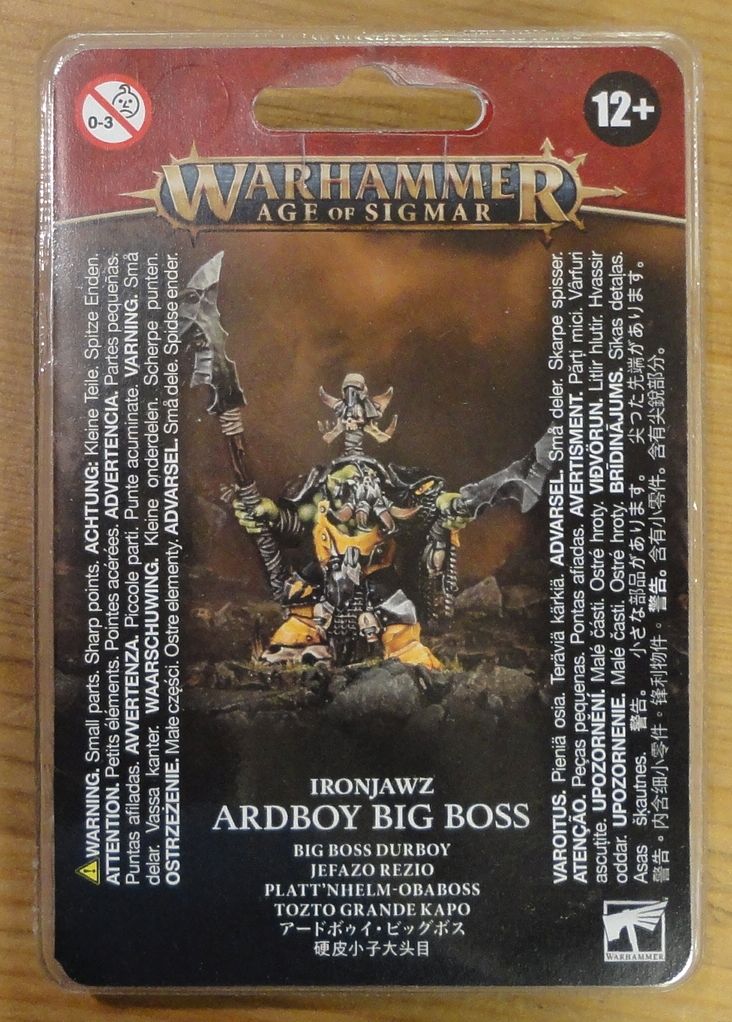 0-3
12+
WARHAMMER
AGE OF SIGMAR
WARNING. Small parts. Sharp points. ACHTUNG: Kleine Teile. Spitze Enden.
ATTENTION. Petits éléments. Pointes acérées. ADVERTENCIA. Partes pequeñas.
Puntas afiladas. AVVERTENZA. Piccole parti. Punte acuminate. VARNING. Små
delar. Vassa kanter. WAARSCHUWING. Kleine onderdelen. Scherpe punten.
OSTRZEZENIE. Małe części. Ostre elementy. ADVARSEL. Små dele. Spidse ender.
VAROITUS. Pieniä osia. Teräviä kärkiä. ADVARSEL. Små deler. Skarpe spisser.
ATENÇÃO. Peças pequenas. Pontas afiadas. AVERTISMENT. Părți mici. Vârfuri
ascuțite. UPOZORNĚNÍ. Malé části. Ostré hroty. VIÐVÖRUN. Litlir hlutir. Hvassir
oddar. UPOZORNENIE. Malé časti. Ostré hroty. BRĪDINĀJUMS. Sīkas detaļas.
Asas šķautnes. 警告。 小さな部品があります。 尖った先端があります。
警告。内含细小零件。锋利物件。警告。含有小零件。含有尖銳部分。
IRONJAWZ
ARDBOY BIG BOSS
BIG BOSS DURBOY
JEFAZO REZIO
PLATT'NHELM-OBABOSS
TOZTO GRANDE KAPO
アードボゥイ・ビッグボス
硬皮小子大头目
WARHAMMER